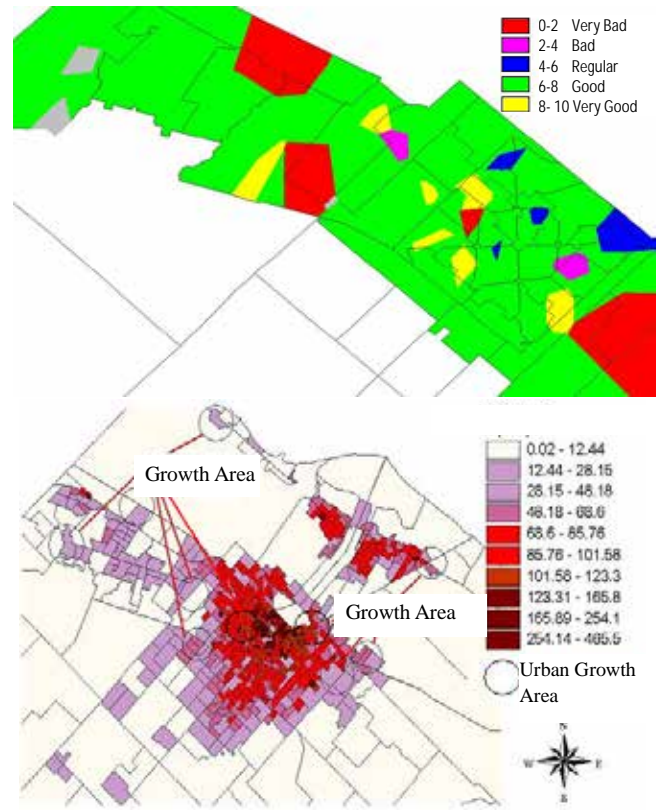 0-2 Very Bad
2-4 Bad
4-6 Regular
6-8 Good
8- 10 Very Good
Growth Area
Growth Area
0.02 - 12.44
12.44 - 28.15
28.15 - 48.18
48.18 - 68.6
68.6 - 85.76
85.76 - 101.58
101.58 - 123.3
123.31 - 165.8
165.89 - 254.1
254.14 - 465.5
Urban Growth
Area
N
W E
S